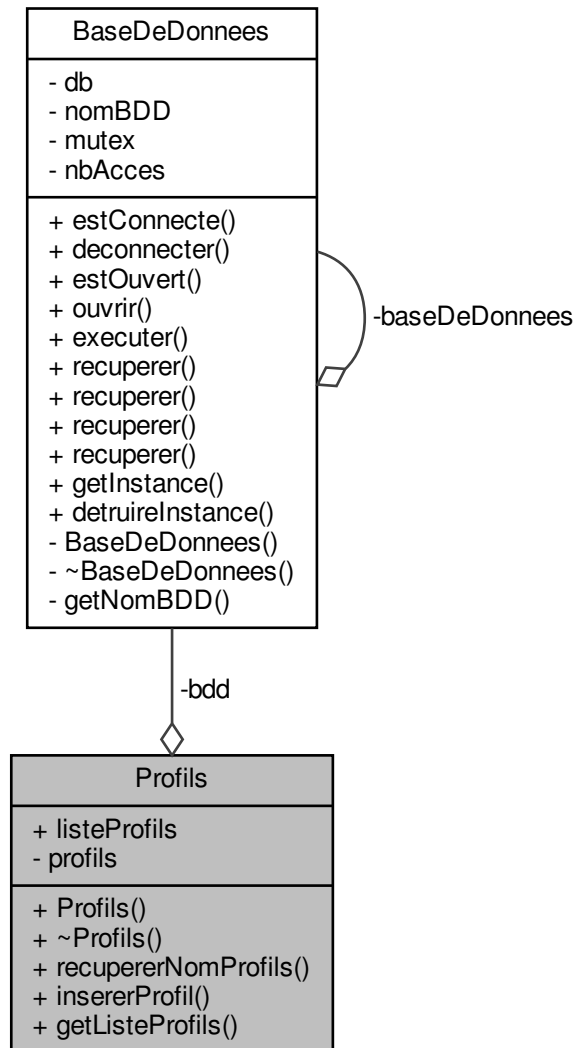 BaseDeDonnees
- db
- nomBDD
- mutex
- nbAcces
+ estConnecte()
+ deconnecter()
+ estOuvert()
+ ouvrir()
+ executer()
+ recuperer()
+ recuperer()
+ recuperer()
+ recuperer()
+ getInstance()
+ detruireInstance()
- BaseDeDonnees()
- ~BaseDeDonnees()
- getNomBDD()
-baseDeDonnees
-bdd
Profils
+ listeProfils
- profils
+ Profils()
+ ~Profils()
+ recupererNomProfils()
+ insererProfil()
+ getListeProfils()